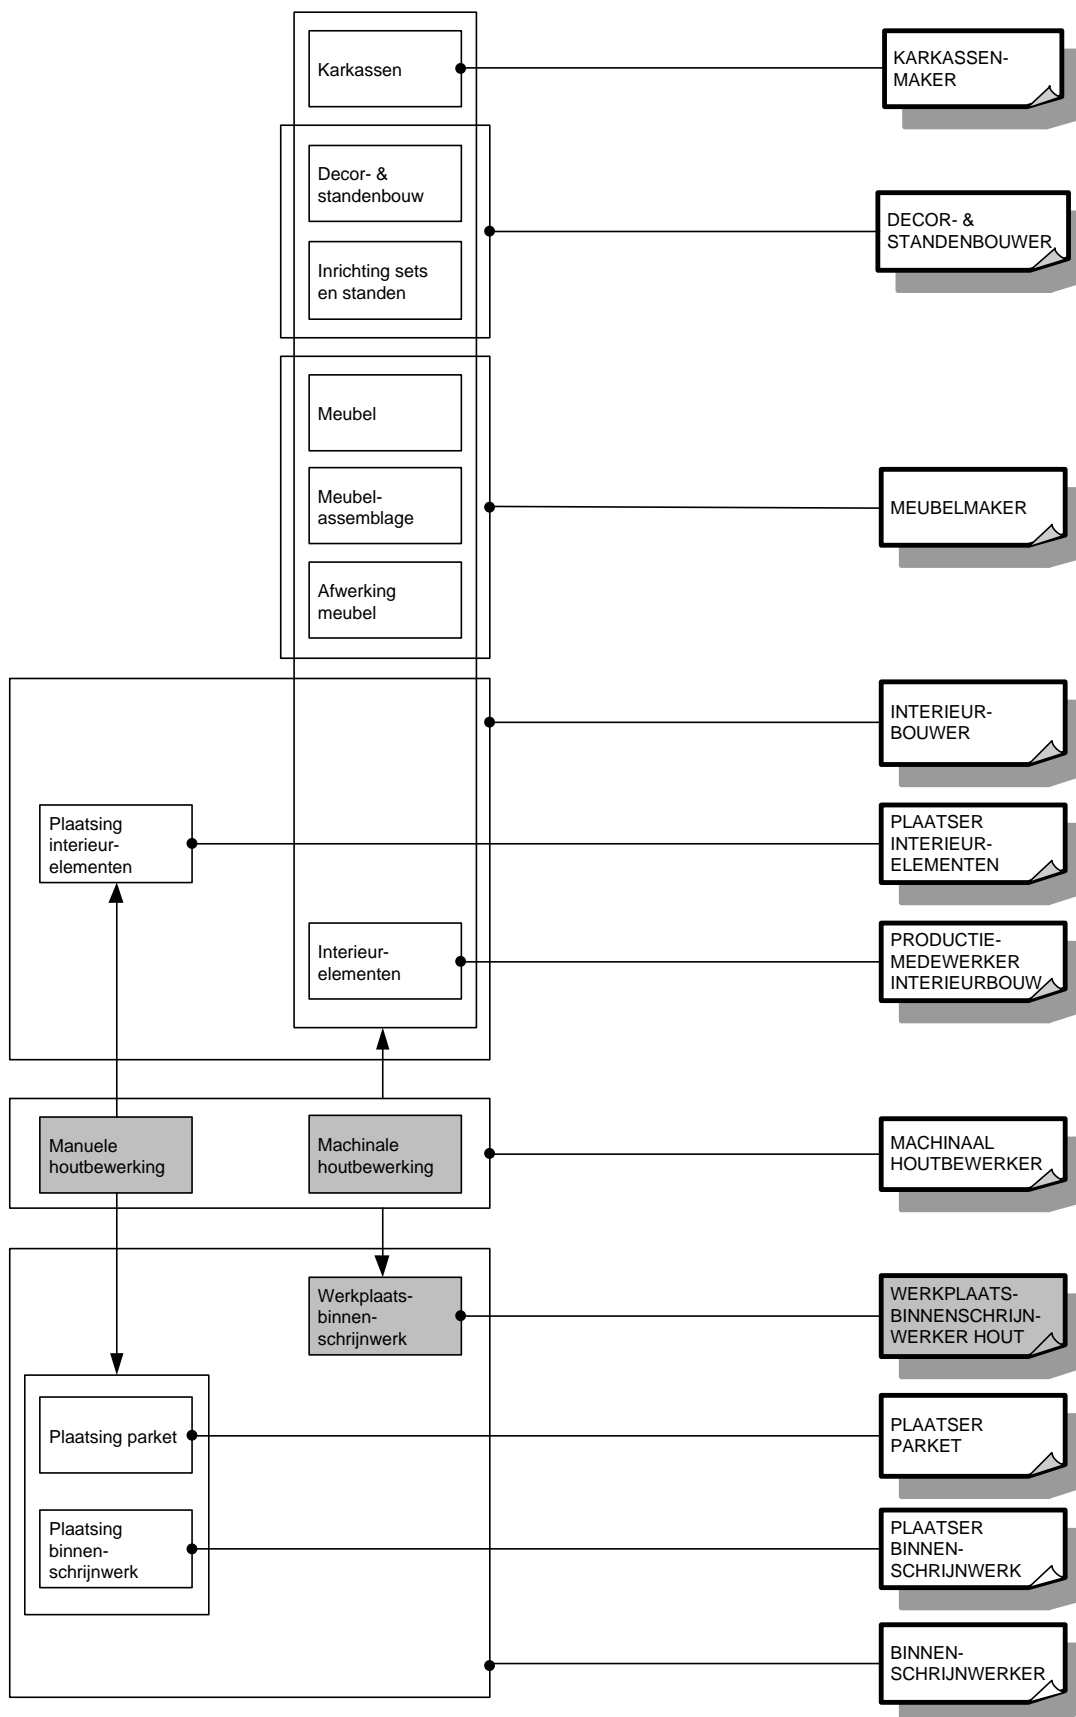 Karkassen
KARKASSEN-
MAKER
Decor- &
standenbouw
DECOR- &
STANDENBOUWER
Inrichting sets
en standen
Meubel
Meubel-
assemblage
MEUBELMAKER
Afwerking
meubel
INTERIEUR-
BOUWER
Plaatsing
interieur-
elementen
PLAATSER
INTERIEUR-
ELEMENTEN
Interieur-
elementen
PRODUCTIE-
MEDEWERKER
INTERIEURBOUW
Manuele
houtbewerking
Machinale
houtbewerking
MACHINAAL
HOUTBEWERKER
Werkplaats-
binnen-
schrijnwerk
WERKPLAATS-
BINNENSCHRIJN-
WERKER HOUT
Plaatsing parket
PLAATSER
PARKET
Plaatsing
binnen-
schrijnwerk
PLAATSER
BINNEN-
SCHRIJNWERK
BINNEN-
SCHRIJNWERKER